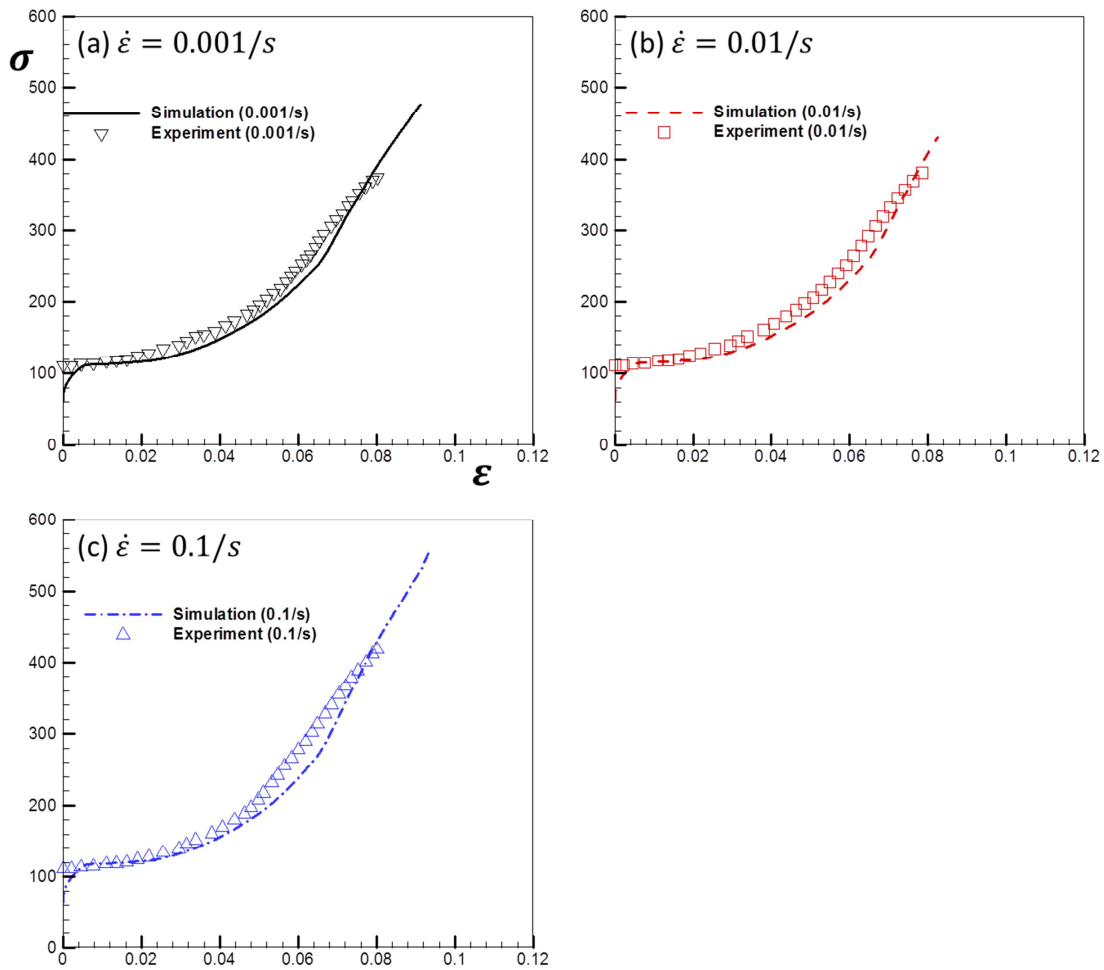 (a) ε̇ = 0.001/s
σ
Simulation (0.001/s)
Experiment (0.001/s)
600
500
400
300
200
100
0
0 0.02 0.04 0.06 0.08 0.1 0.12
ε
(b) ε̇ = 0.01/s
Simulation (0.01/s)
Experiment (0.01/s)
600
500
400
300
200
100
0
0 0.02 0.04 0.06 0.08 0.1 0.12
(c) ε̇ = 0.1/s
Simulation (0.1/s)
Experiment (0.1/s)
600
500
400
300
200
100
0
0 0.02 0.04 0.06 0.08 0.1 0.12